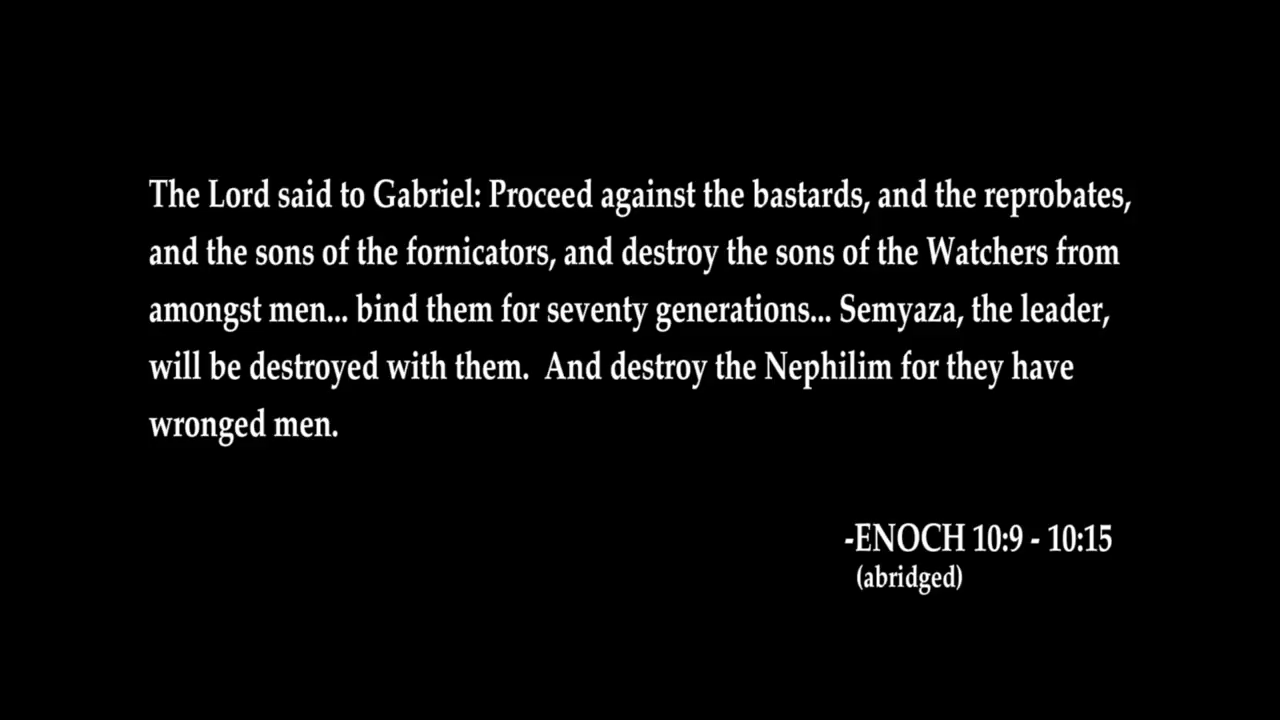 The Lord said to Gabriel: Proceed against the bastards, and the reprobates,
and the sons of the fornicators, and destroy the sons of the Watchers from
amongst men... bind them for seventy generations... Semyaza, the leader,
will be destroyed with them.  And destroy the Nephilim for they have
wronged men.
-ENOCH 10:9 - 10:15
(abridged)